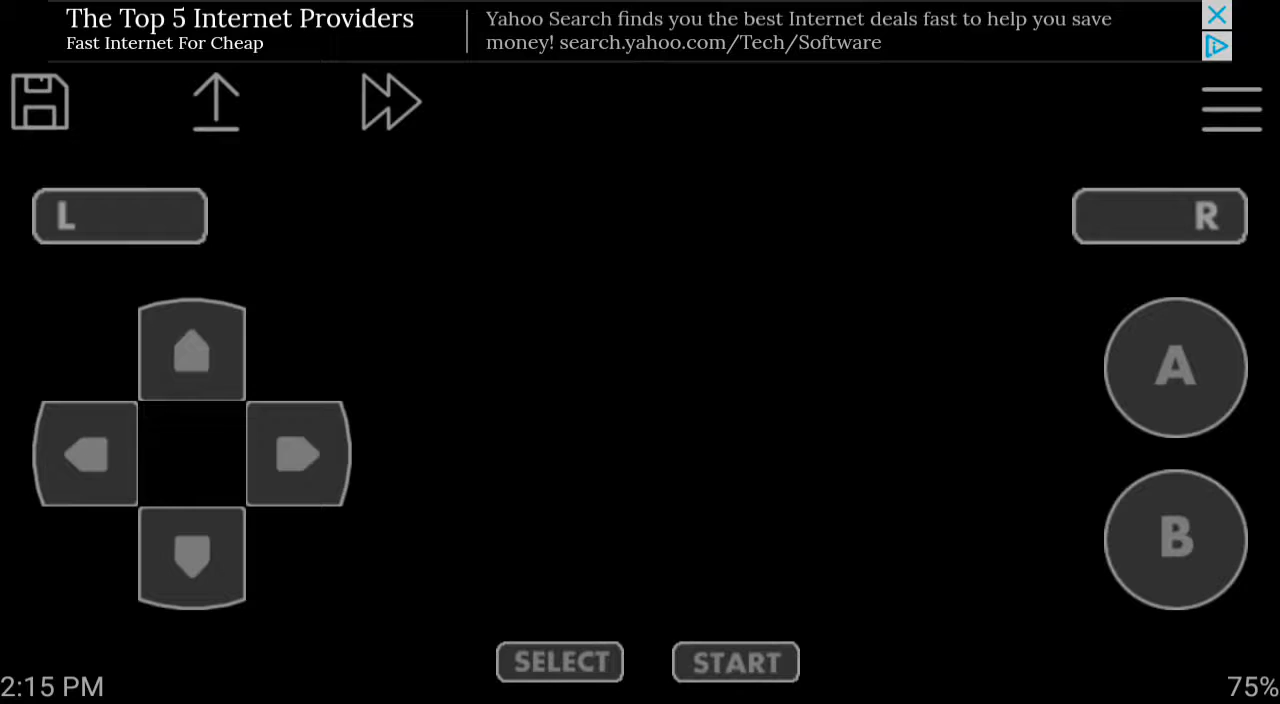 The Top 5 Internet Providers
Fast Internet For Cheap
Yahoo Search finds you the best Internet deals fast to help you save
money! search.yahoo.com/Tech/Software
L
R
A
B
SELECT
START
2:15 PM
75%